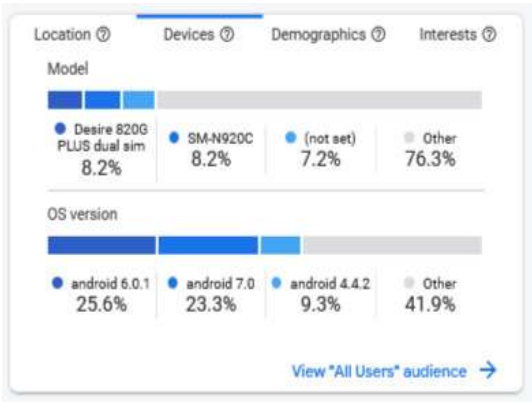 Location ? Devices ? Demographics ? Interests ?
Model
Desire 820G PLUS dual sim
8.2%
SM-N920C
8.2%
(not set)
7.2%
Other
76.3%
OS version
android 6.0.1
25.6%
android 7.0
23.3%
android 4.4.2
9.3%
Other
41.9%
View "All Users" audience →